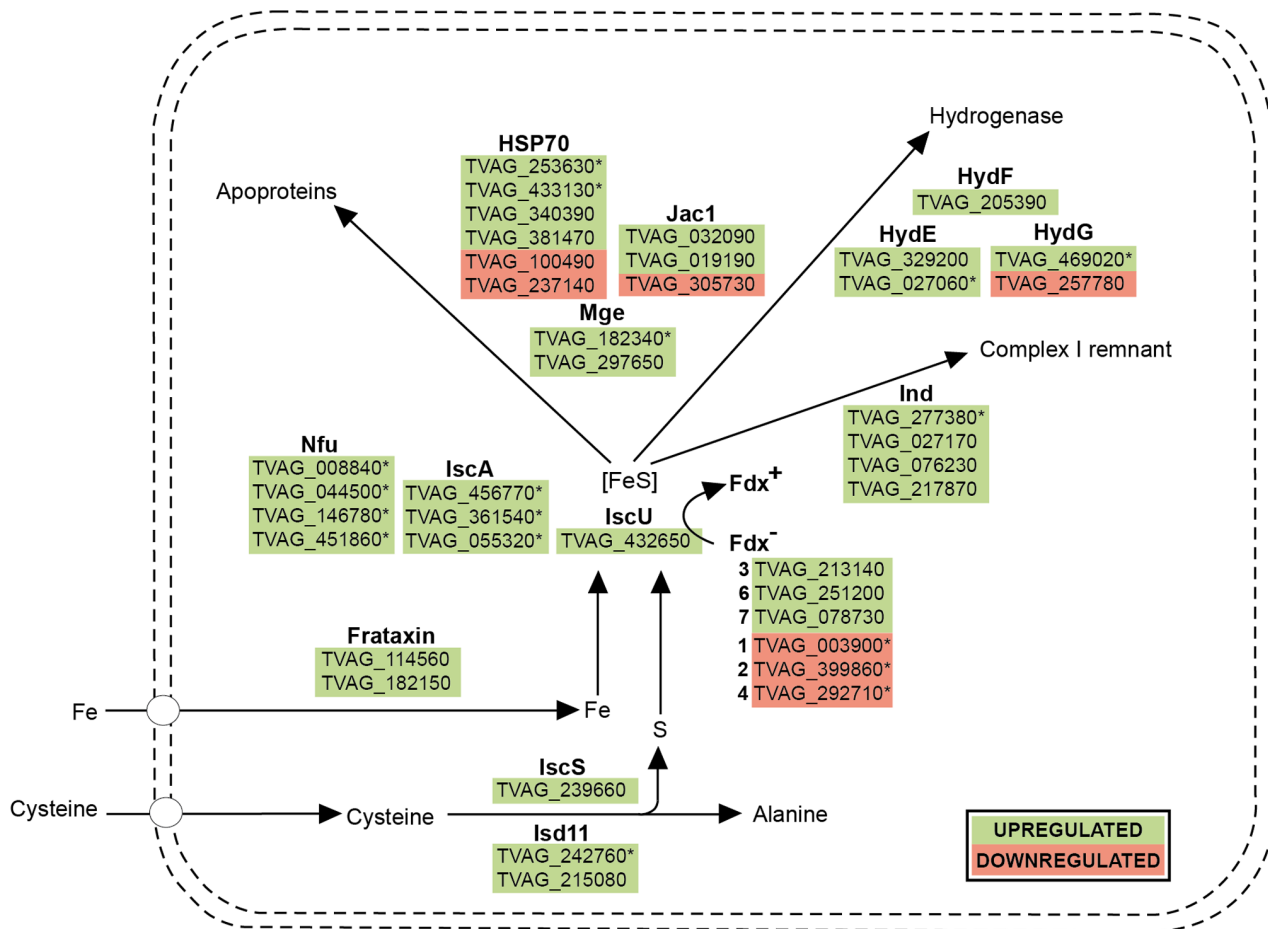 Hydrogenase
HSP70
TVAG_253630*
TVAG_433130*
TVAG_340390
TVAG_381470
TVAG_100490
TVAG_237140
Apoproteins
Jac1
TVAG_032090
TVAG_019190
TVAG_305730
HydF
TVAG_205390
HydE
TVAG_329200
TVAG_027060*
HydG
TVAG_469020*
TVAG_257780
Mge
TVAG_182340*
TVAG_297650
Complex I remnant
Ind
TVAG_277380*
TVAG_027170
TVAG_076230
TVAG_217870
Nfu
TVAG_008840*
TVAG_044500*
TVAG_146780*
TVAG_451860*
IscA
TVAG_456770*
TVAG_361540*
TVAG_055320*
[FeS]
IscU
TVAG_432650
Fdx+
Fdx-
3 TVAG_213140
6 TVAG_251200
7 TVAG_078730
1 TVAG_003900*
2 TVAG_399860*
4 TVAG_292710*
Frataxin
TVAG_114560
TVAG_182150
Fe
Fe
S
IscS
TVAG_239660
Cysteine
Cysteine
Alanine
Isd11
TVAG_242760*
TVAG_215080
UPREGULATED
DOWNREGULATED